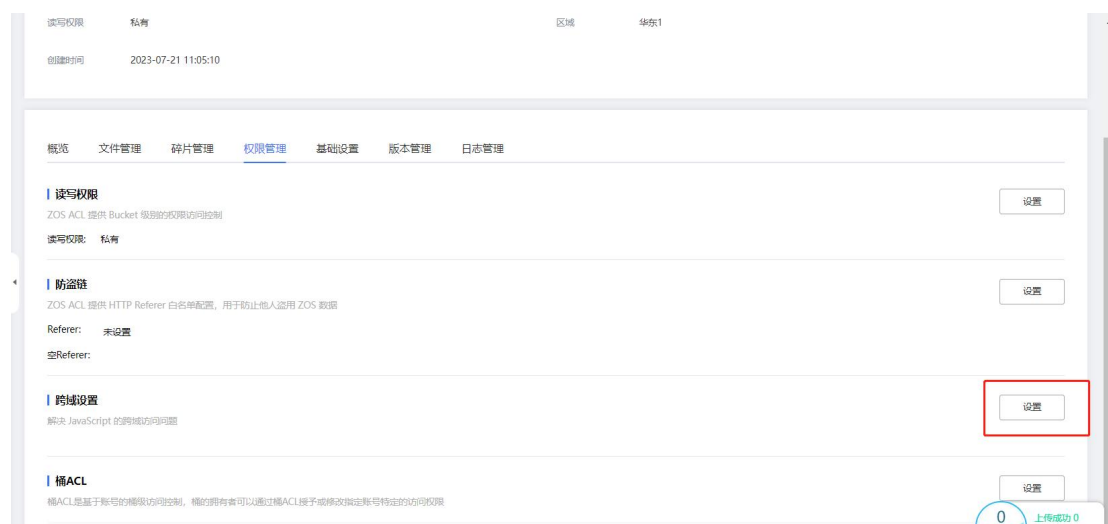 读写权限 私有 区域 华东1
创建时间 2023-07-21 11:05:10
概览 文件管理 碎片管理 权限管理 基础设置 版本管理 日志管理
读写权限 设置
ZOS ACL 提供 Bucket 级别的权限访问控制
读写权限: 私有
防盗链 设置
ZOS ACL 提供 HTTP Referer 白名单配置，用于防止他人盗用 ZOS 数据
Referer: 未设置
空Referer:
跨域设置 设置
解决 JavaScript 的跨域访问问题
桶ACL 设置
桶ACL是基于账号的桶级访问控制，桶的拥有者可以通过桶ACL授予或修改指定账号特定的访问权限
0 上传成功 0